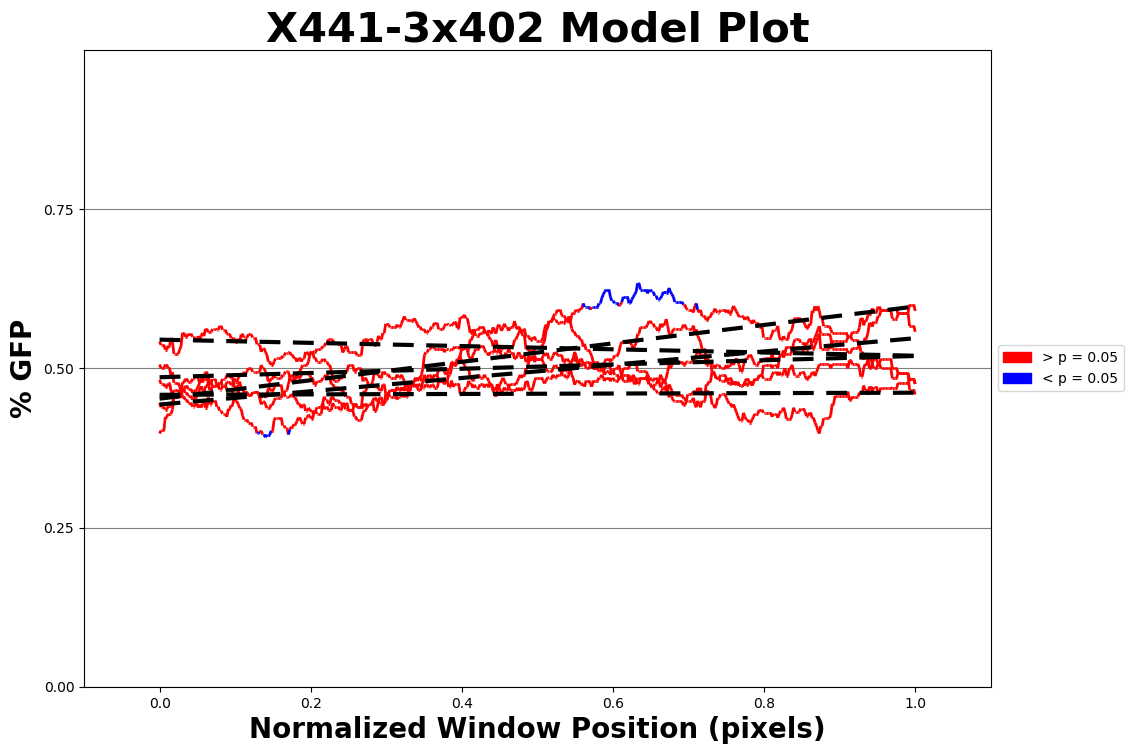 X441-3x402 Model Plot
% GFP
0.75
0.50
0.25
0.00
0.0 0.2 0.4 0.6 0.8 1.0
Normalized Window Position (pixels)
> p = 0.05
< p = 0.05